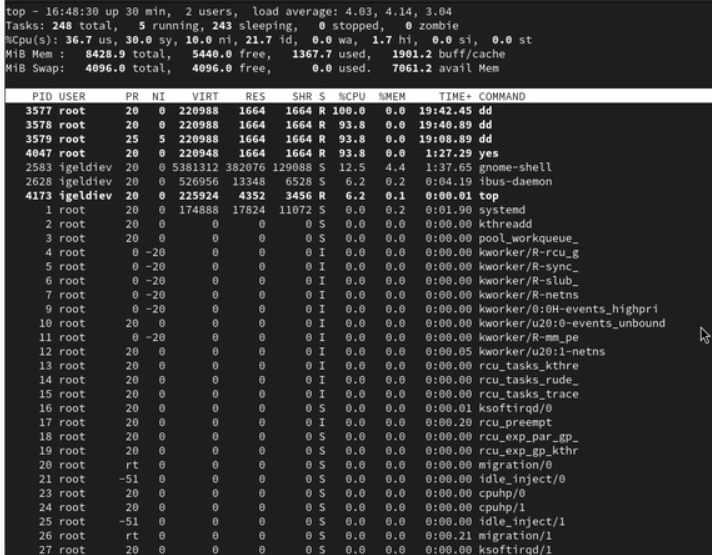 top - 16:48:30 up 30 min,  2 users,  load average: 4.03, 4.14, 3.04
Tasks: 248 total,   5 running, 243 sleeping,   0 stopped,   0 zombie
%Cpu(s): 36.7 us, 30.0 sy, 10.0 ni, 21.7 id,  0.0 wa,  1.7 hi,  0.0 si,  0.0 st
MiB Mem :   8428.9 total,   5440.0 free,   1367.7 used,   1901.2 buff/cache
MiB Swap:   4096.0 total,   4096.0 free,      0.0 used.   7061.2 avail Mem
PID USER      PR  NI    VIRT    RES    SHR S  %CPU  %MEM     TIME+ COMMAND
3577 root      20   0  220988   1664   1664 R 100.0   0.0  19:42.45 dd
3578 root      20   0  220988   1664   1664 R  93.8   0.0  19:40.89 dd
3579 root      25   5  220988   1664   1664 R  93.8   0.0  19:08.89 dd
4047 root      20   0  220948   1664   1664 R  93.8   0.0   1:27.29 yes
2583 igeldiev  20   0 5381312 382076 129088 S  12.5   4.4   1:37.65 gnome-shell
2628 igeldiev  20   0  526956  13348   6528 S   6.2   0.2   0:04.19 ibus-daemon
4173 igeldiev  20   0  225924   4352   3456 R   6.2   0.1   0:00.01 top
1 root      20   0  174888  17824  11072 S   0.0   0.2   0:01.90 systemd
2 root      20   0       0      0      0 S   0.0   0.0   0:00.00 kthreadd
3 root      20   0       0      0      0 S   0.0   0.0   0:00.00 pool_workqueue_
4 root       0 -20       0      0      0 I   0.0   0.0   0:00.00 kworker/R-rcu_g
5 root       0 -20       0      0      0 I   0.0   0.0   0:00.00 kworker/R-sync_
6 root       0 -20       0      0      0 I   0.0   0.0   0:00.00 kworker/R-slub_
7 root       0 -20       0      0      0 I   0.0   0.0   0:00.00 kworker/R-netns
9 root       0 -20       0      0      0 I   0.0   0.0   0:00.00 kworker/0:0H-events_highpri
10 root      20   0       0      0      0 I   0.0   0.0   0:00.00 kworker/u20:0-events_unbound
11 root       0 -20       0      0      0 I   0.0   0.0   0:00.00 kworker/R-mm_pe
12 root      20   0       0      0      0 I   0.0   0.0   0:00.05 kworker/u20:1-netns
13 root      20   0       0      0      0 I   0.0   0.0   0:00.00 rcu_tasks_kthre
14 root      20   0       0      0      0 I   0.0   0.0   0:00.00 rcu_tasks_rude_
15 root      20   0       0      0      0 I   0.0   0.0   0:00.00 rcu_tasks_trace
16 root      20   0       0      0      0 S   0.0   0.0   0:00.01 ksoftirqd/0
17 root      20   0       0      0      0 I   0.0   0.0   0:00.20 rcu_preempt
18 root      20   0       0      0      0 S   0.0   0.0   0:00.00 rcu_exp_par_gp_
19 root      20   0       0      0      0 S   0.0   0.0   0:00.00 rcu_exp_gp_kthr
20 root      rt   0       0      0      0 S   0.0   0.0   0:00.00 migration/0
21 root     -51   0       0      0      0 S   0.0   0.0   0:00.00 idle_inject/0
23 root      20   0       0      0      0 S   0.0   0.0   0:00.00 cpuhp/0
24 root      20   0       0      0      0 S   0.0   0.0   0:00.00 cpuhp/1
25 root     -51   0       0      0      0 S   0.0   0.0   0:00.00 idle_inject/1
26 root      rt   0       0      0      0 S   0.0   0.0   0:00.21 migration/1
27 root      20   0       0      0      0 S   0.0   0.0   0:00.00 ksoftirqd/1